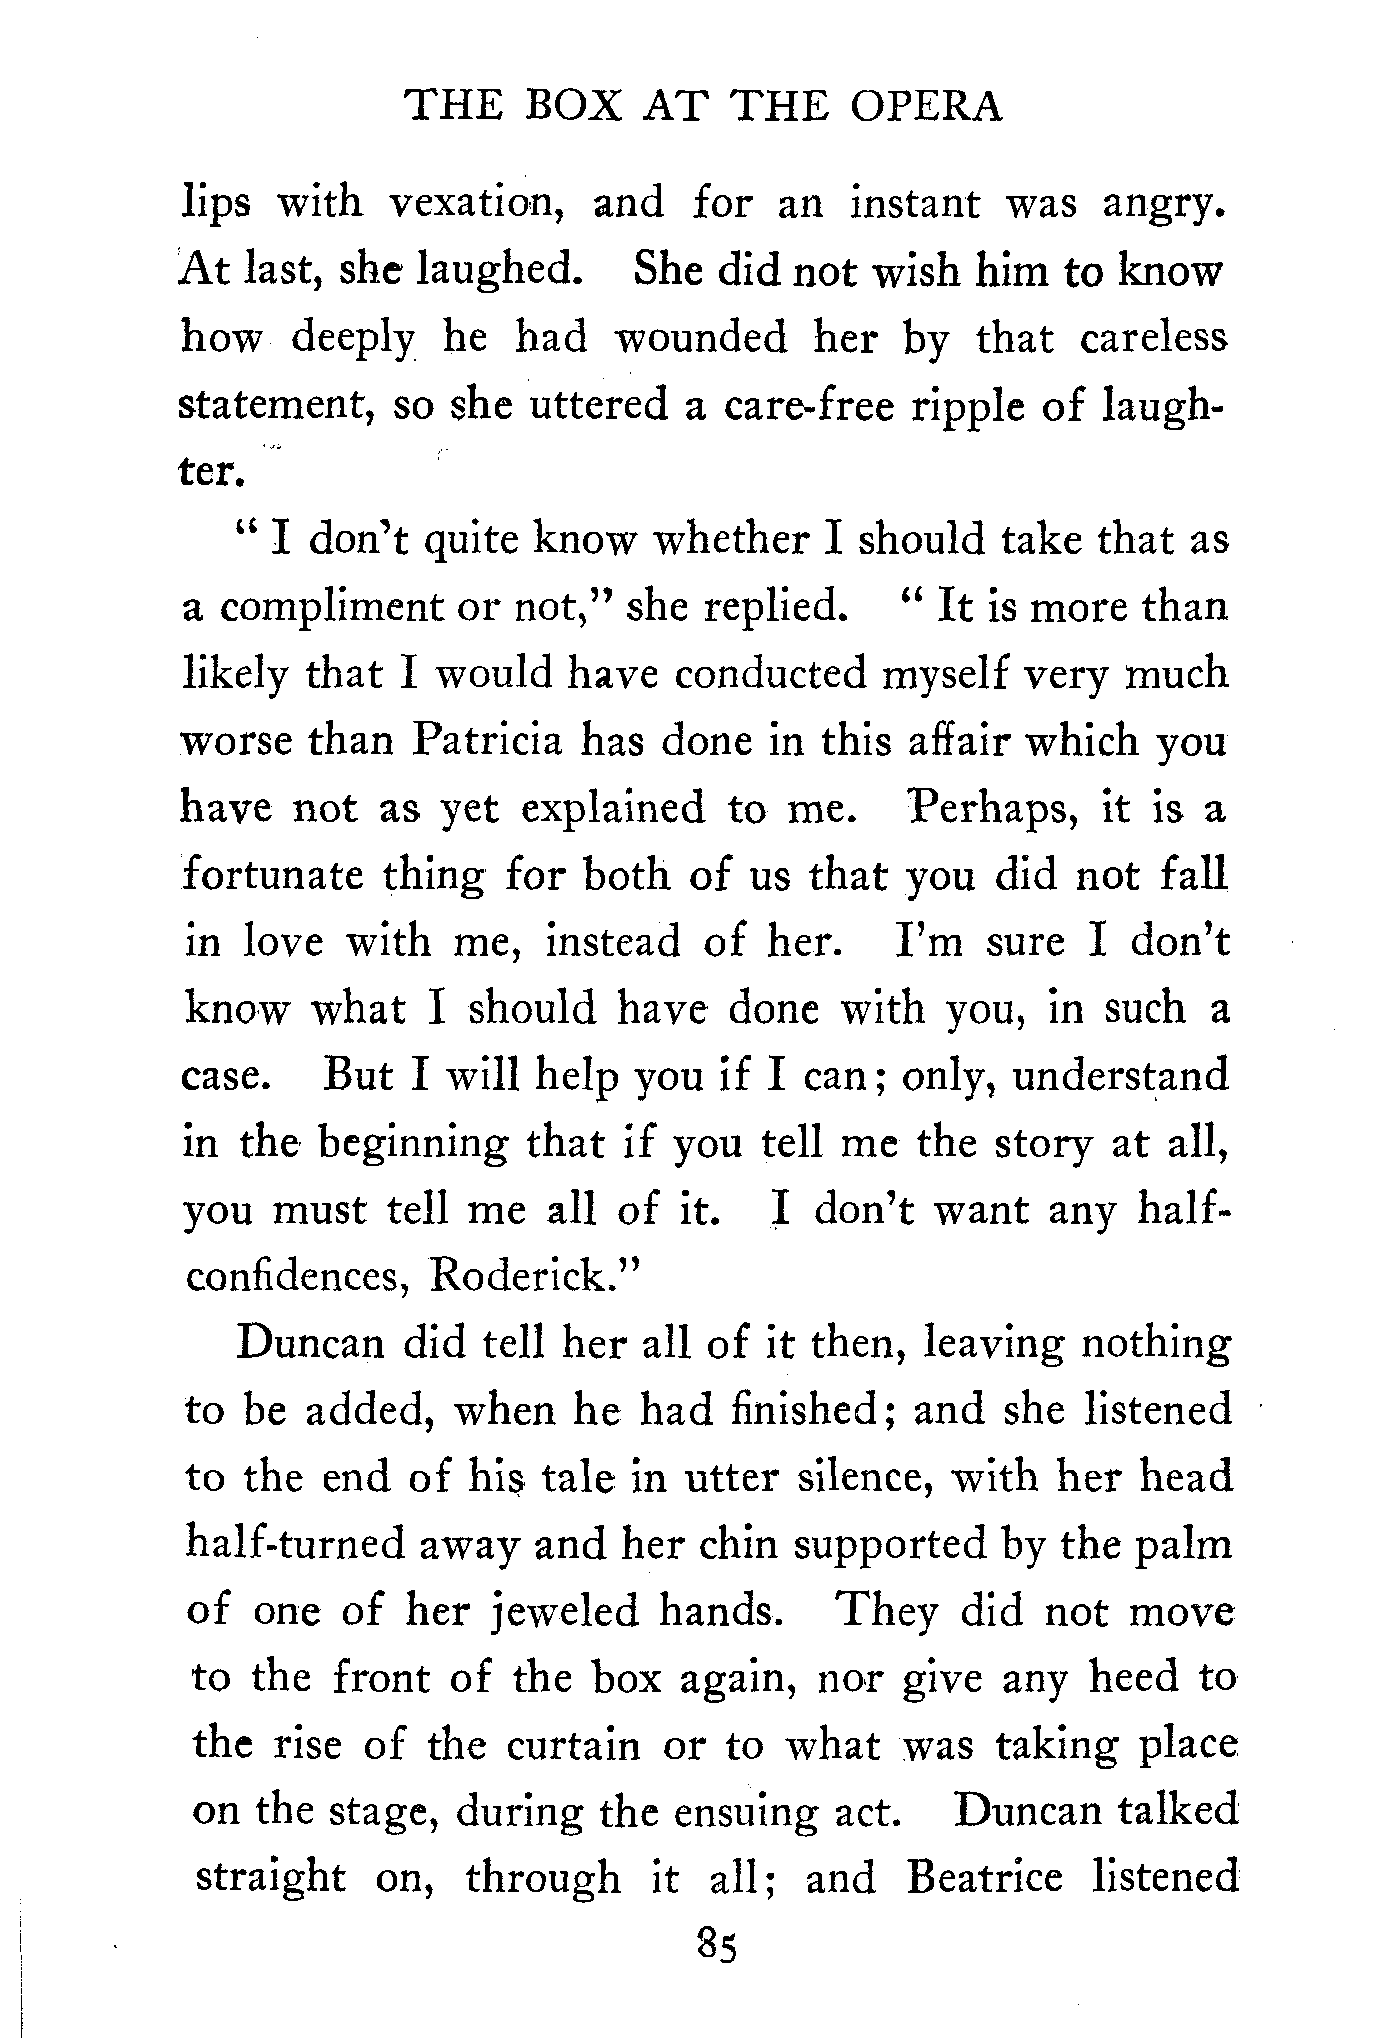 THE BOX AT THE OPERA
lips with vexation, and for an instant was angry.
At last, she laughed. She did not wish him to know
how deeply he had wounded her by that careless
statement, so she uttered a care-free ripple of laugh-
ter.
" I don't quite know whether I should take that as
a compliment or not," she replied. " It is more than
likely that I would have conducted myself very much
worse than Patricia has done in this affair which you
have not as yet explained to me. Perhaps, it is a
fortunate thing for both of us that you did not fall
in love with me, instead of her. I'm sure I don't
know what I should have done with you, in such a
case. But I will help you if I can; only, understand
in the beginning that if you tell me the story at all,
you must tell me all of it. I don't want any half-
confidences, Roderick."
Duncan did tell her all of it then, leaving nothing
to be added, when he had finished; and she listened
to the end of his tale in utter silence, with her head
half-turned away and her chin supported by the palm
of one of her jeweled hands. They did not move
to the front of the box again, nor give any heed to
the rise of the curtain or to what was taking place
on the stage, during the ensuing act. Duncan talked
straight on, through it all; and Beatrice listened
85